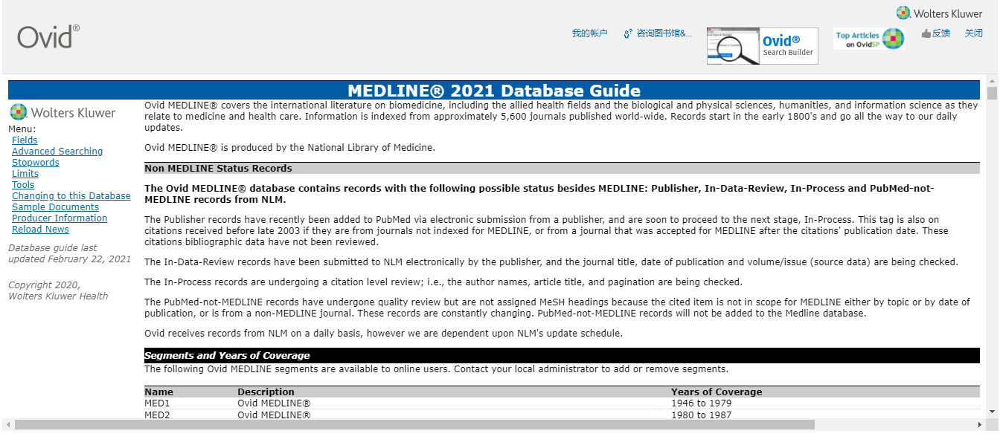 Wolters Kluwer
Ovid®
我的帐户
咨询图书馆&...
Ovid®
Search Builder
Top Articles
on OvidSP
反馈
关闭
MEDLINE® 2021 Database Guide
Wolters Kluwer
Menu:
Fields
Advanced Searching
Stopwords
Limits
Tools
Changing to this Database
Sample Documents
Producer Information
Reload News
Database guide last
updated February 22, 2021
Copyright 2020,
Wolters Kluwer Health
Ovid MEDLINE® covers the international literature on biomedicine, including the allied health fields and the biological and physical sciences, humanities, and information science as they
relate to medicine and health care. Information is indexed from approximately 5,600 journals published world-wide. Records start in the early 1800's and go all the way to our daily
updates.
Ovid MEDLINE® is produced by the National Library of Medicine.
Non MEDLINE Status Records
The Ovid MEDLINE® database contains records with the following possible status besides MEDLINE: Publisher, In-Data-Review, In-Process and PubMed-not-
MEDLINE records from NLM.
The Publisher records have recently been added to PubMed via electronic submission from a publisher, and are soon to proceed to the next stage, In-Process. This tag is also on
citations received before late 2003 if they are from journals not indexed for MEDLINE, or from a journal that was accepted for MEDLINE after the citations' publication date. These
citations bibliographic data have not been reviewed.
The In-Data-Review records have been submitted to NLM electronically by the publisher, and the journal title, date of publication and volume/issue (source data) are being checked.
The In-Process records are undergoing a citation level review; i.e., the author names, article title, and pagination are being checked.
The PubMed-not-MEDLINE records have undergone quality review but are not assigned MeSH headings because the cited item is not in scope for MEDLINE either by topic or by date of
publication, or is from a non-MEDLINE journal. These records are constantly changing. PubMed-not-MEDLINE records will not be added to the Medline database.
Ovid receives records from NLM on a daily basis, however we are dependent upon NLM's update schedule.
Segments and Years of Coverage
The following Ovid MEDLINE segments are available to online users. Contact your local administrator to add or remove segments.
Name Description Years of Coverage
MED1 Ovid MEDLINE® 1946 to 1979
MED2 Ovid MEDLINE® 1980 to 1987